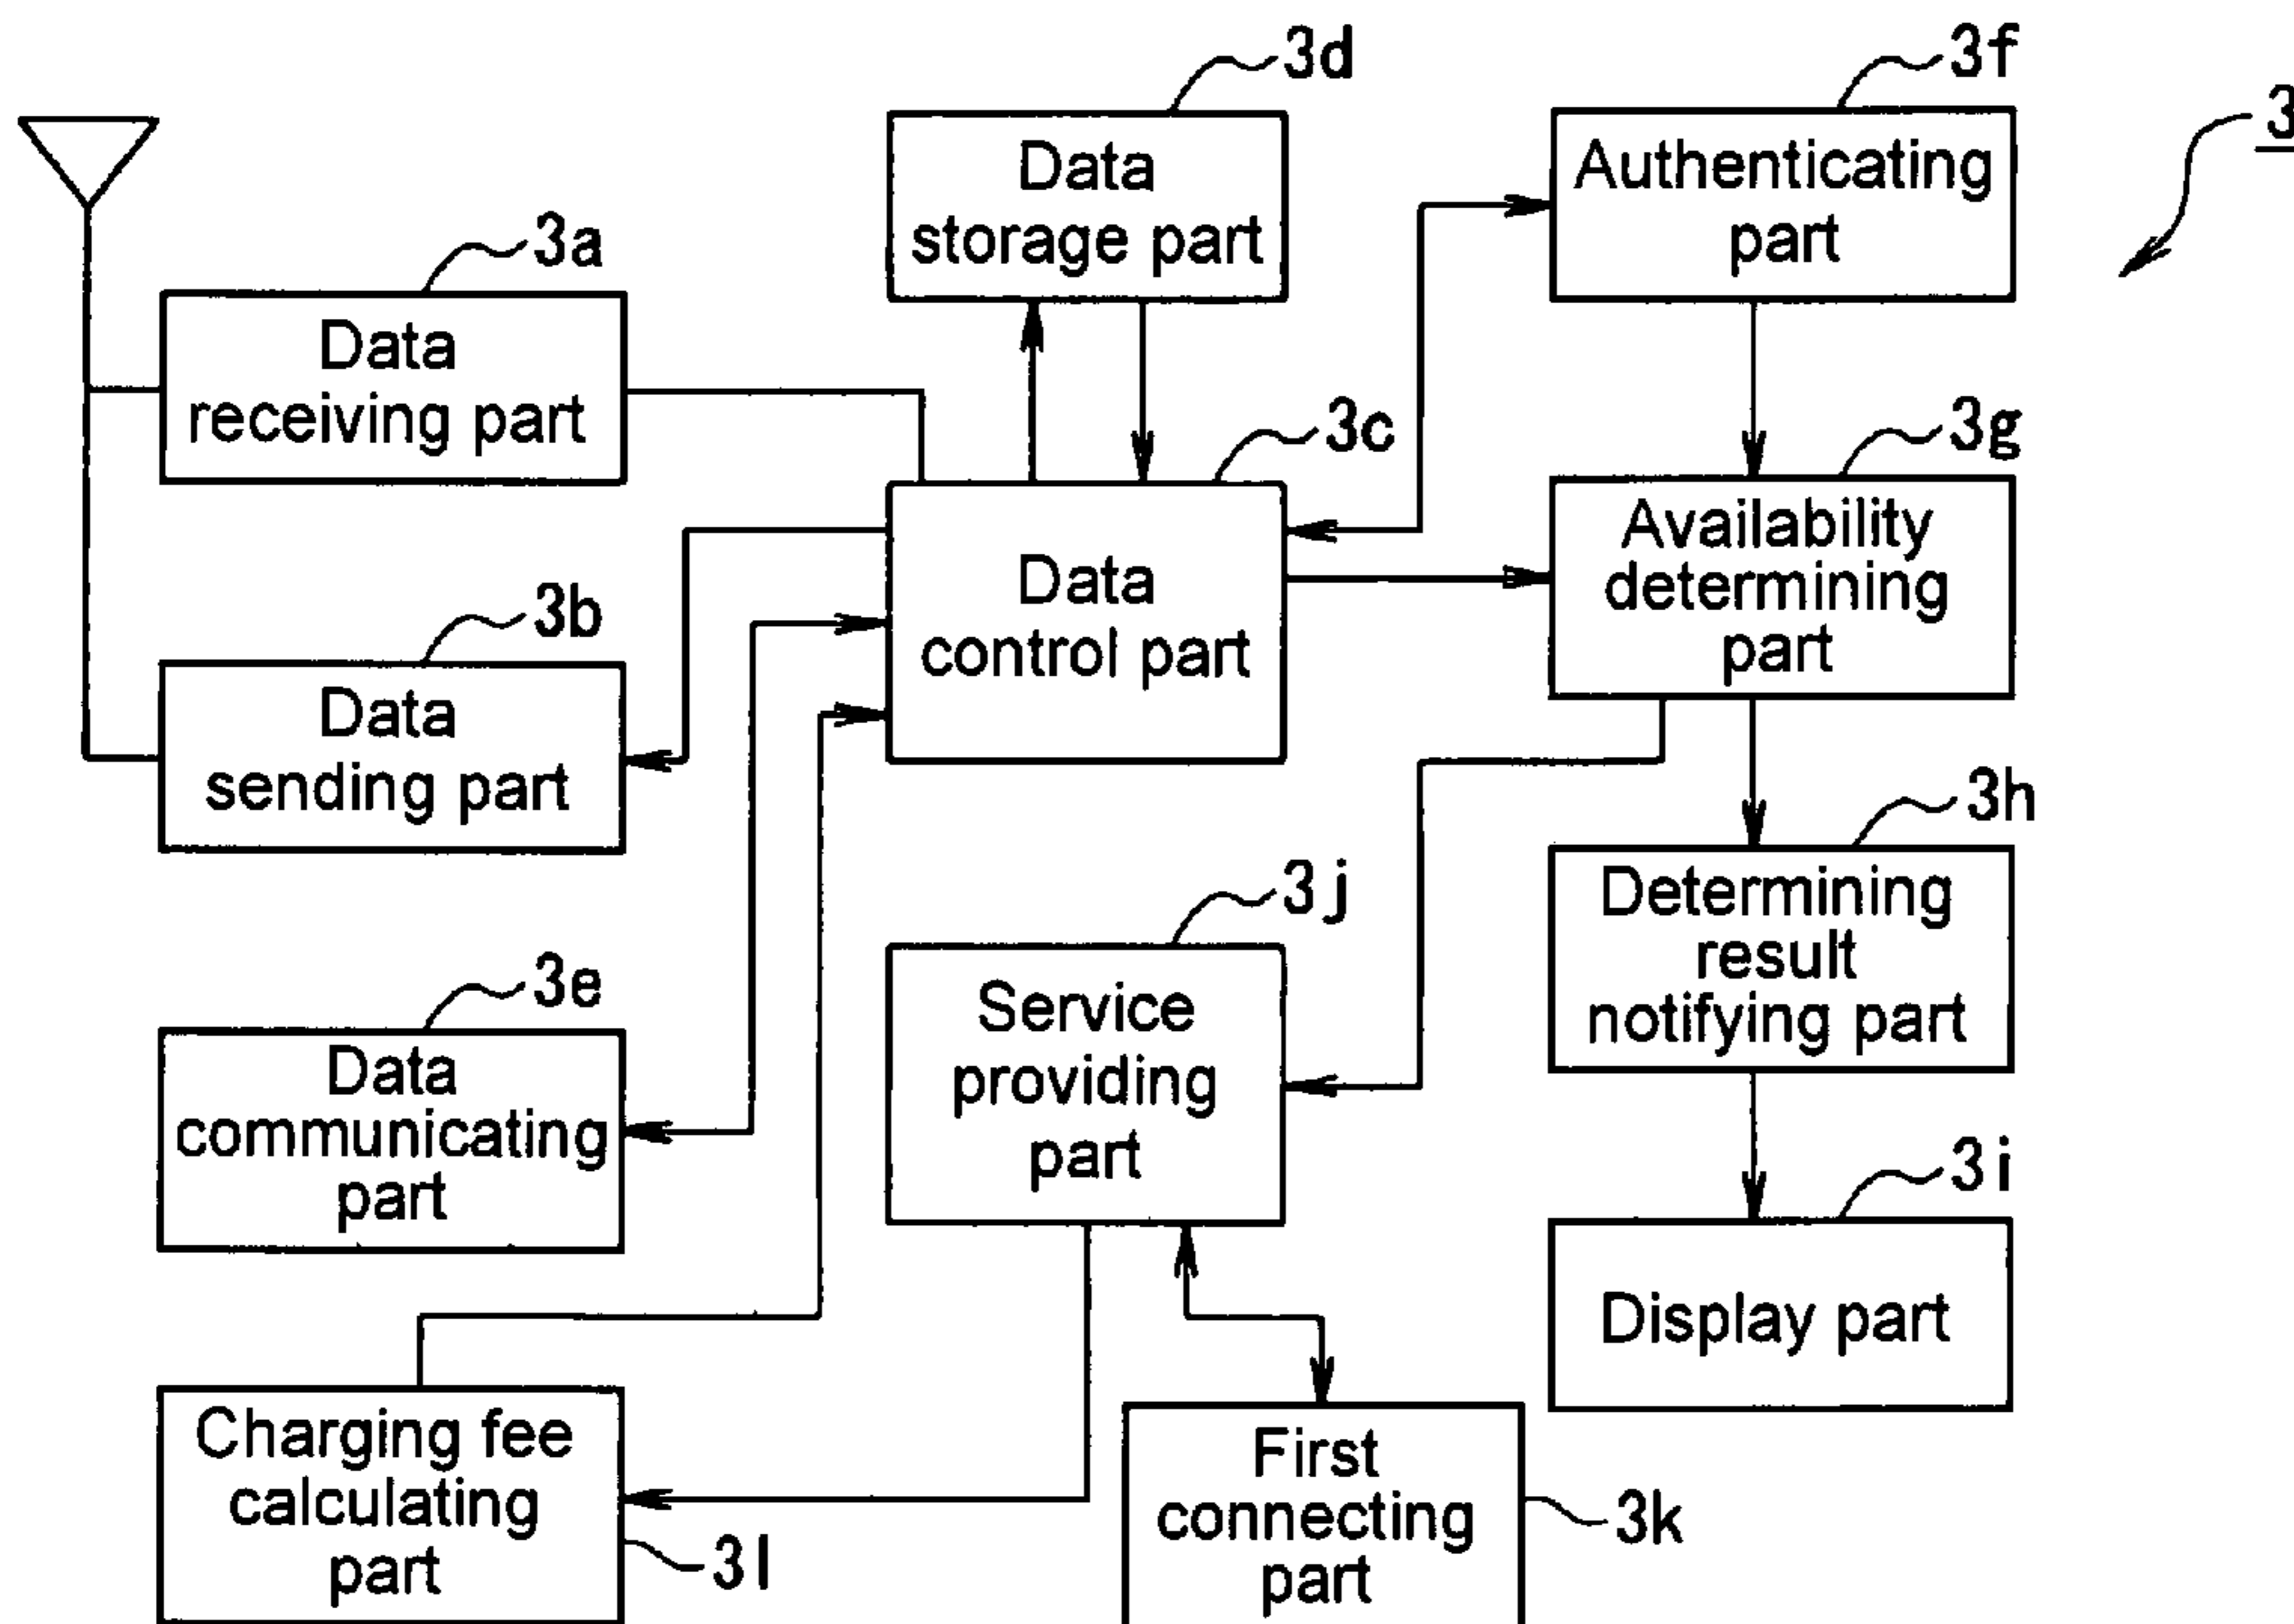 3d
3f
3
Data
storage part
Authenticating
part
3a
Data
receiving part
3c
3g
Data
control part
Availability
determining
part
3b
Data
sending part
3h
Determining
result
notifying part
3j
Service
providing
part
3e
Data
communicating
part
3i
Display part
Charging fee
calculating
part
3l
First
connecting
part
3k